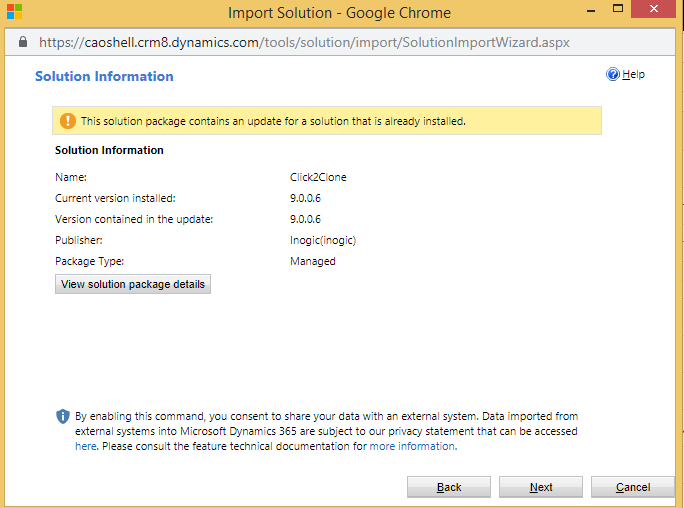 Import Solution - Google Chrome
https://caoshell.crm8.dynamics.com/tools/solution/import/SolutionImportWizard.aspx
Solution Information
Help
This solution package contains an update for a solution that is already installed.
Solution Information
Name: Click2Clone
Current version installed: 9.0.0.6
Version contained in the update: 9.0.0.6
Publisher: Inogic(inogic)
Package Type: Managed
View solution package details
By enabling this command, you consent to share your data with an external system. Data imported from
external systems into Microsoft Dynamics 365 are subject to our privacy statement that can be accessed
here. Please consult the feature technical documentation for more information.
Back Next Cancel